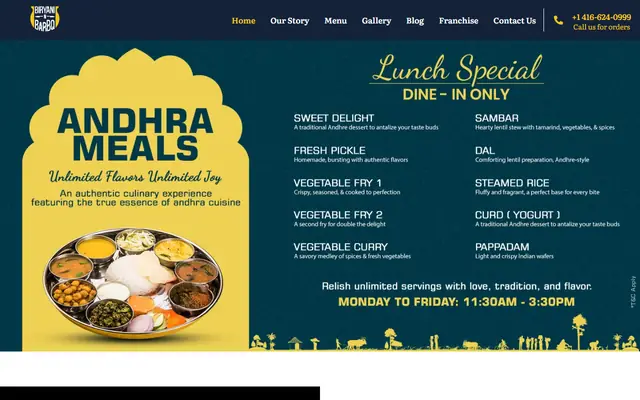 BIRYANI
N
BARBQ
Home
Our Story
Menu
Gallery
Blog
Franchise
Contact Us
+1 416-624-0999
Call us for orders
ANDHRA
MEALS
Unlimited Flavors Unlimited Joy
An authentic culinary experience
featuring the true essence of andhra cuisine
Lunch Special
DINE - IN ONLY
SWEET DELIGHT
A traditional Andhre dessert to antalize your taste buds
FRESH PICKLE
Homemade, bursting with authentic flavors
VEGETABLE FRY 1
Crispy, seasoned, & cooked to perfection
VEGETABLE FRY 2
A second fry for double the delight
VEGETABLE CURRY
A savory medley of spices & fresh vegetables
SAMBAR
Hearty lentil stew with tamarind, vegetables, & spices
DAL
Comforting lentil preparation, Andhre-style
STEAMED RICE
Fluffy and fragrant, a perfect base for every bite
CURD ( YOGURT )
A traditional Andhre dessert to antalize your taste buds
PAPPADAM
Light and crispy Indian wafers
Relish unlimited servings with love, tradition, and flavor.
MONDAY TO FRIDAY: 11:30AM - 3:30PM
*T&C Apply